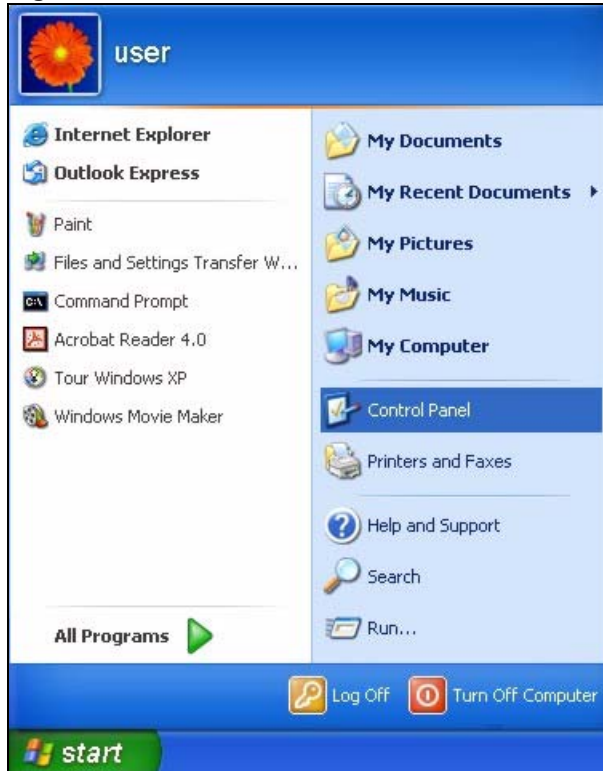 user
Internet Explorer
Outlook Express
Paint
Files and Settings Transfer W...
Command Prompt
Acrobat Reader 4.0
Tour Windows XP
Windows Movie Maker
All Programs
My Documents
My Recent Documents
My Pictures
My Music
My Computer
Control Panel
Printers and Faxes
Help and Support
Search
Run...
Log Off
Turn Off Computer
start